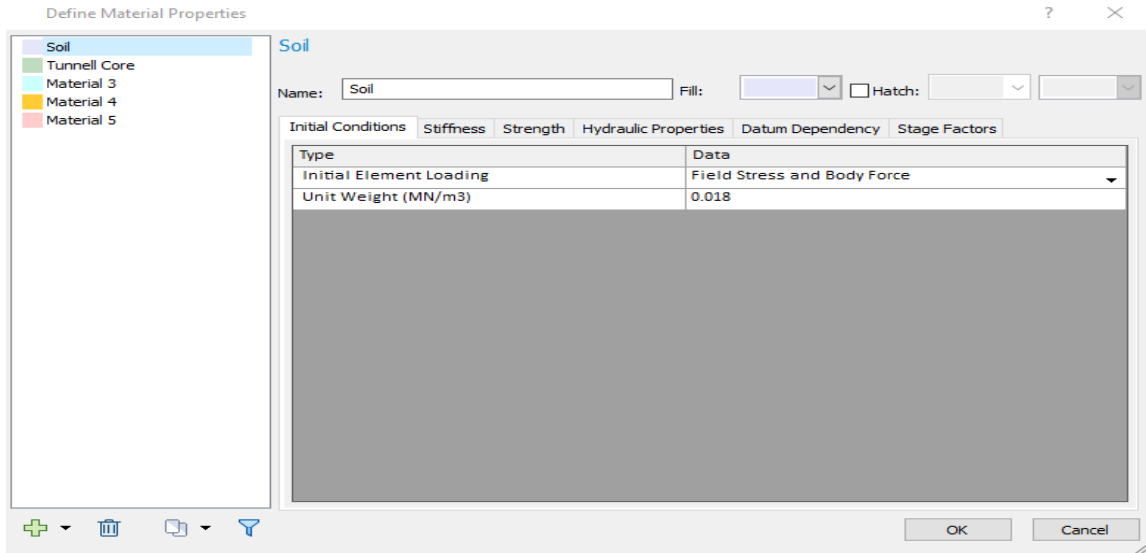 Define Material Properties ?
Soil
Tunnell Core
Material 3
Material 4
Material 5
Soil
Name: Soil Fill: Hatch:
Initial Conditions Stiffness Strength Hydraulic Properties Datum Dependency Stage Factors
Type Data
Initial Element Loading Field Stress and Body Force
Unit Weight (MN/m3) 0.018
OK Cancel